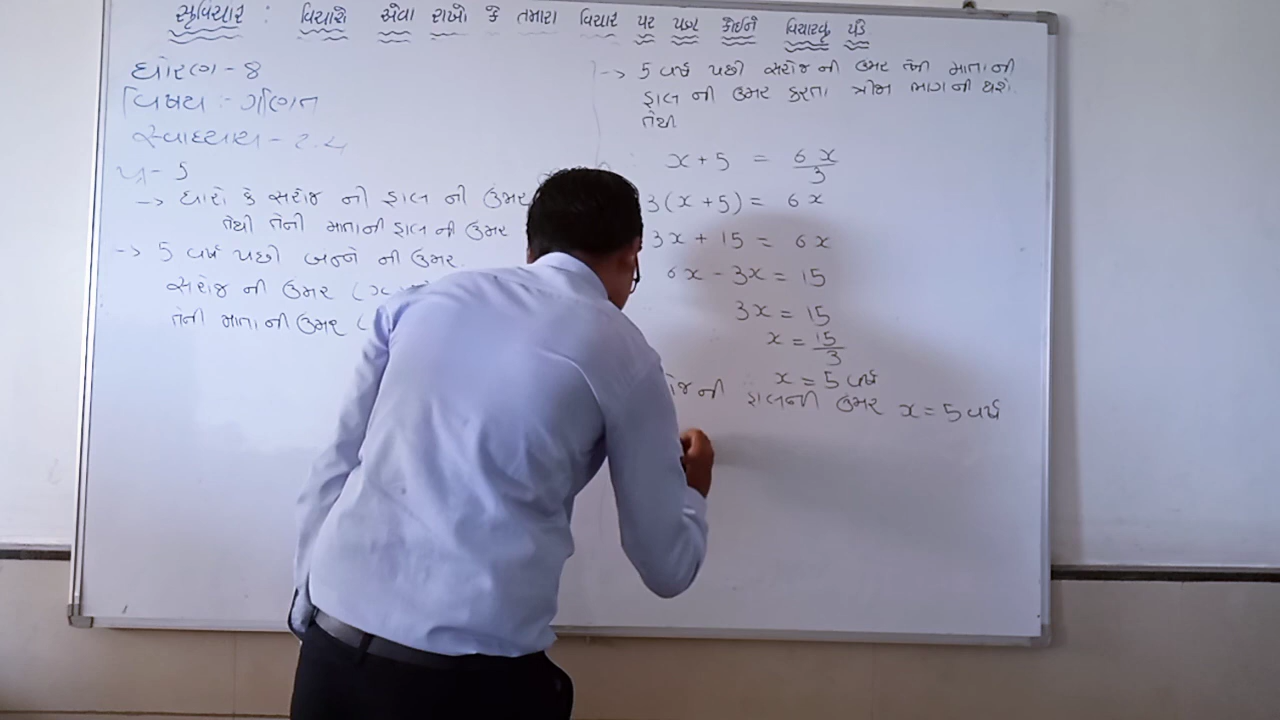 સુવિચાર : વિચારો એવા રાખો કે તમારા વિચાર પર પણ કોઈને વિચારવું પડે
ધોરણ - 8
વિષય :- ગણિત
સ્વાધ્યાય - 2.4
પ્ર - 5
-> ધારો કે સરોજ ની હાલ ની ઉંમર
તેથી તેની માતાની હાલ ની ઉંમર
-> 5 વર્ષ પછી બન્ને ની ઉંમર.
સરોજ ની ઉંમર (x
તેની માતા ની ઉંમર (
-> 5 વર્ષ પછી સરોજ ની ઉંમર તેની માતા ની
હાલ ની ઉંમર કરતા ત્રીજા ભાગ ની થશે.
તેથી
x + 5 = 6x/3
3(x + 5) = 6x
3x + 15 = 6x
6x - 3x = 15
3x = 15
x = 15/3
x = 5 વર્ષ
જ ની હાલની ઉંમર x = 5 વર્ષ